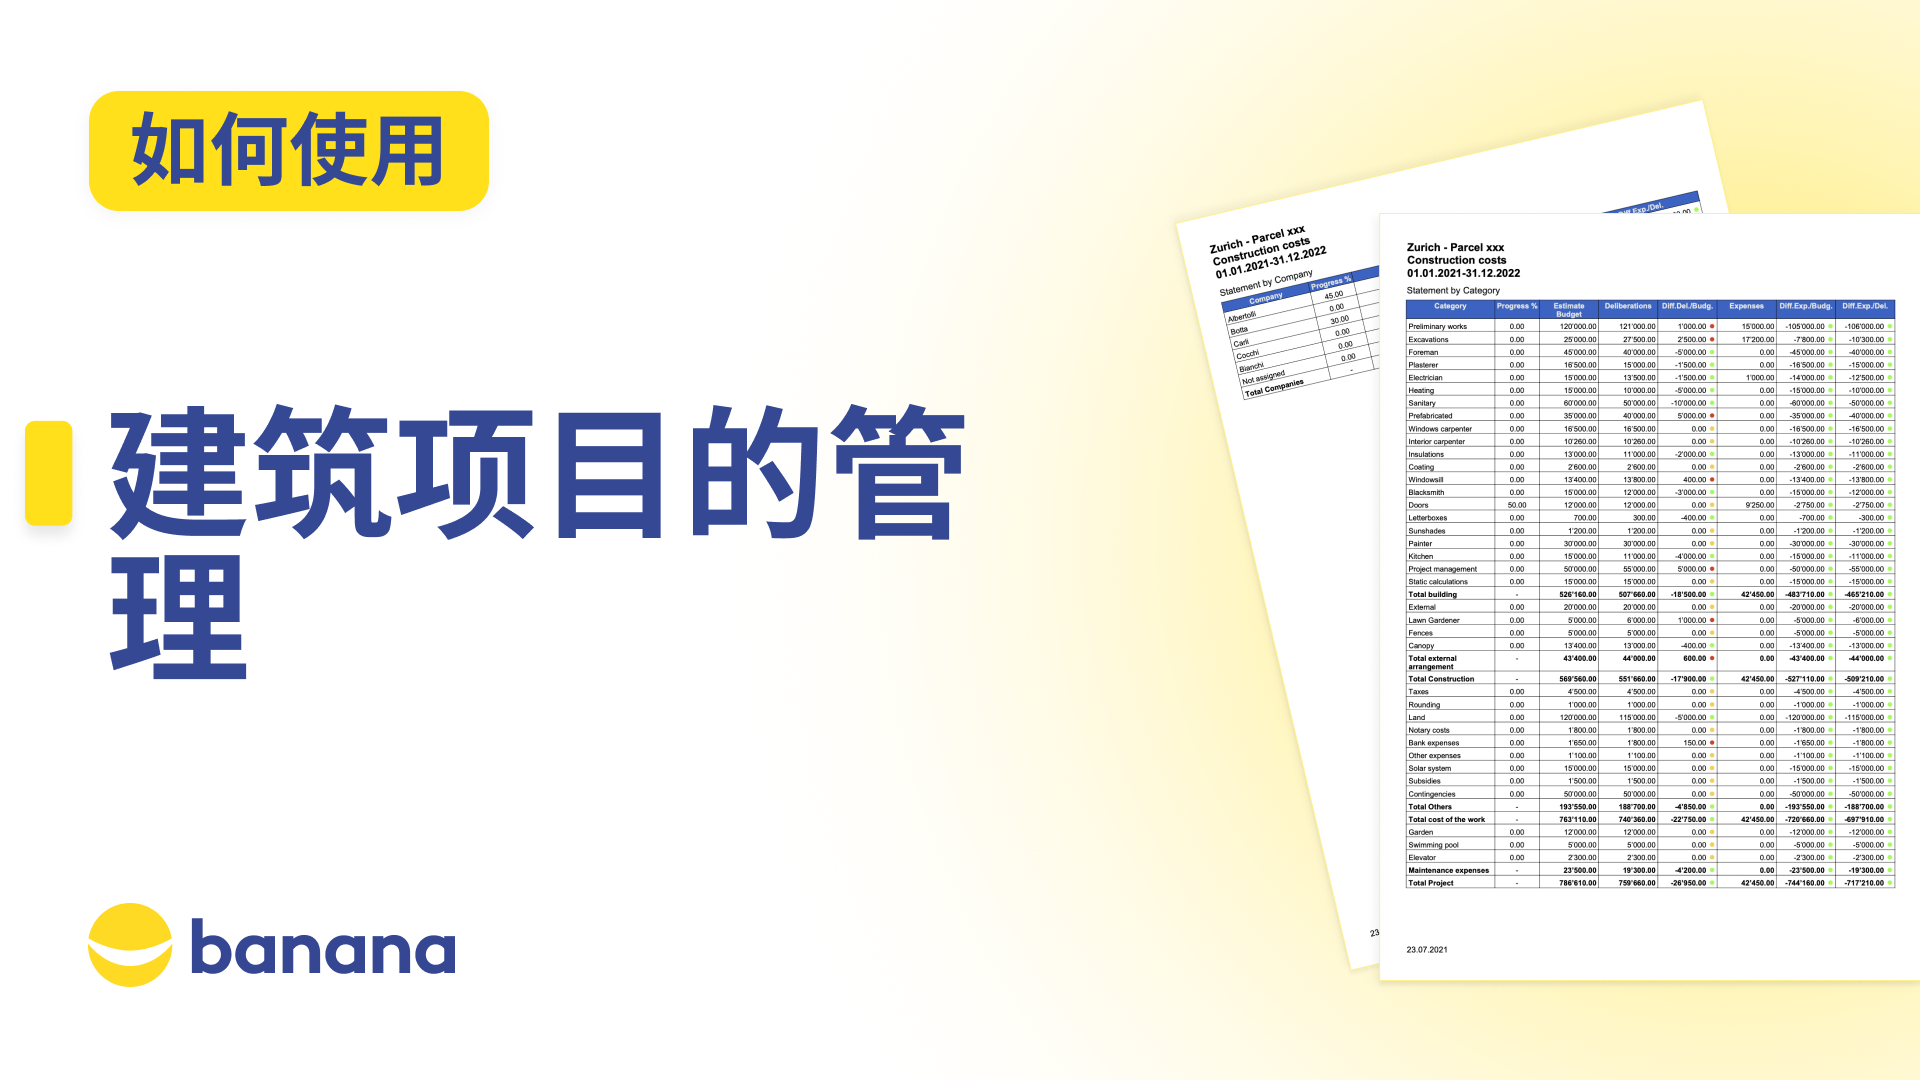 如何使用
建筑项目的管
理
banana
Zurich - Parcel xxx
Construction costs
01.01.2021-31.12.2022
Statement by Company
Company Progress %
Albertolli 45.00
Botta 0.00
Carli 30.00
Cocchi 0.00
Bianchi 0.00
Not assigned 0.00
Total Companies -
Diff.Exp./Del.
23
Zurich - Parcel xxx
Construction costs
01.01.2021-31.12.2022
Statement by Category
Category Progress % Estimate Budget Deliberations Diff.Del./Budg. Expenses Diff.Exp./Budg. Diff.Exp./Del.
Preliminary works 0.00 120'000.00 121'000.00 1'000.00 15'000.00 -105'000.00 -106'000.00
Excavations 0.00 25'000.00 27'500.00 2'500.00 17'200.00 -7'800.00 -10'300.00
Foreman 0.00 45'000.00 40'000.00 -5'000.00 0.00 -45'000.00 -40'000.00
Plasterer 0.00 16'500.00 15'000.00 -1'500.00 0.00 -16'500.00 -15'000.00
Electrician 0.00 15'000.00 13'500.00 -1'500.00 1'000.00 -14'000.00 -12'500.00
Heating 0.00 15'000.00 10'000.00 -5'000.00 0.00 -15'000.00 -10'000.00
Sanitary 0.00 60'000.00 50'000.00 -10'000.00 0.00 -60'000.00 -50'000.00
Prefabricated 0.00 35'000.00 40'000.00 5'000.00 0.00 -35'000.00 -40'000.00
Windows carpenter 0.00 16'500.00 16'500.00 0.00 0.00 -16'500.00 -16'500.00
Interior carpenter 0.00 10'260.00 10'260.00 0.00 0.00 -10'260.00 -10'260.00
Insulations 0.00 13'000.00 11'000.00 -2'000.00 0.00 -13'000.00 -11'000.00
Coating 0.00 2'600.00 2'600.00 0.00 0.00 -2'600.00 -2'600.00
Windowsill 0.00 13'400.00 13'800.00 400.00 0.00 -13'400.00 -13'800.00
Blacksmith 0.00 15'000.00 12'000.00 -3'000.00 0.00 -15'000.00 -12'000.00
Doors 50.00 12'000.00 12'000.00 0.00 9'250.00 -2'750.00 -2'750.00
Letterboxes 0.00 700.00 300.00 -400.00 0.00 -700.00 -300.00
Sunshades 0.00 1'200.00 1'200.00 0.00 0.00 -1'200.00 -1'200.00
Painter 0.00 30'000.00 30'000.00 0.00 0.00 -30'000.00 -30'000.00
Kitchen 0.00 15'000.00 11'000.00 -4'000.00 0.00 -15'000.00 -11'000.00
Project management 0.00 50'000.00 55'000.00 5'000.00 0.00 -50'000.00 -55'000.00
Static calculations 0.00 15'000.00 15'000.00 0.00 0.00 -15'000.00 -15'000.00
Total building - 526'160.00 507'660.00 -18'500.00 42'450.00 -483'710.00 -465'210.00
External 0.00 20'000.00 20'000.00 0.00 0.00 -20'000.00 -20'000.00
Lawn Gardener 0.00 5'000.00 6'000.00 1'000.00 0.00 -5'000.00 -6'000.00
Fences 0.00 5'000.00 5'000.00 0.00 0.00 -5'000.00 -5'000.00
Canopy 0.00 13'400.00 13'000.00 -400.00 0.00 -13'400.00 -13'000.00
Total external arrangement - 43'400.00 44'000.00 600.00 0.00 -43'400.00 -44'000.00
Total Construction - 569'560.00 551'660.00 -17'900.00 42'450.00 -527'110.00 -509'210.00
Taxes 0.00 4'500.00 4'500.00 0.00 0.00 -4'500.00 -4'500.00
Rounding 0.00 1'000.00 1'000.00 0.00 0.00 -1'000.00 -1'000.00
Land 0.00 120'000.00 115'000.00 -5'000.00 0.00 -120'000.00 -115'000.00
Notary costs 0.00 1'800.00 1'800.00 0.00 0.00 -1'800.00 -1'800.00
Bank expenses 0.00 1'650.00 1'800.00 150.00 0.00 -1'650.00 -1'800.00
Other expenses 0.00 1'100.00 1'100.00 0.00 0.00 -1'100.00 -1'100.00
Solar system 0.00 15'000.00 15'000.00 0.00 0.00 -15'000.00 -15'000.00
Subsidies 0.00 1'500.00 1'500.00 0.00 0.00 -1'500.00 -1'500.00
Contingencies 0.00 50'000.00 50'000.00 0.00 0.00 -50'000.00 -50'000.00
Total Others - 193'550.00 188'700.00 -4'850.00 0.00 -193'550.00 -188'700.00
Total cost of the work - 763'110.00 740'360.00 -22'750.00 42'450.00 -720'660.00 -697'910.00
Garden 0.00 12'000.00 12'000.00 0.00 0.00 -12'000.00 -12'000.00
Swimming pool 0.00 5'000.00 5'000.00 0.00 0.00 -5'000.00 -5'000.00
Elevator 0.00 2'300.00 2'300.00 0.00 0.00 -2'300.00 -2'300.00
Maintenance expenses - 23'500.00 19'300.00 -4'200.00 0.00 -23'500.00 -19'300.00
Total Project - 786'610.00 759'660.00 -26'950.00 42'450.00 -744'160.00 -717'210.00
23.07.2021